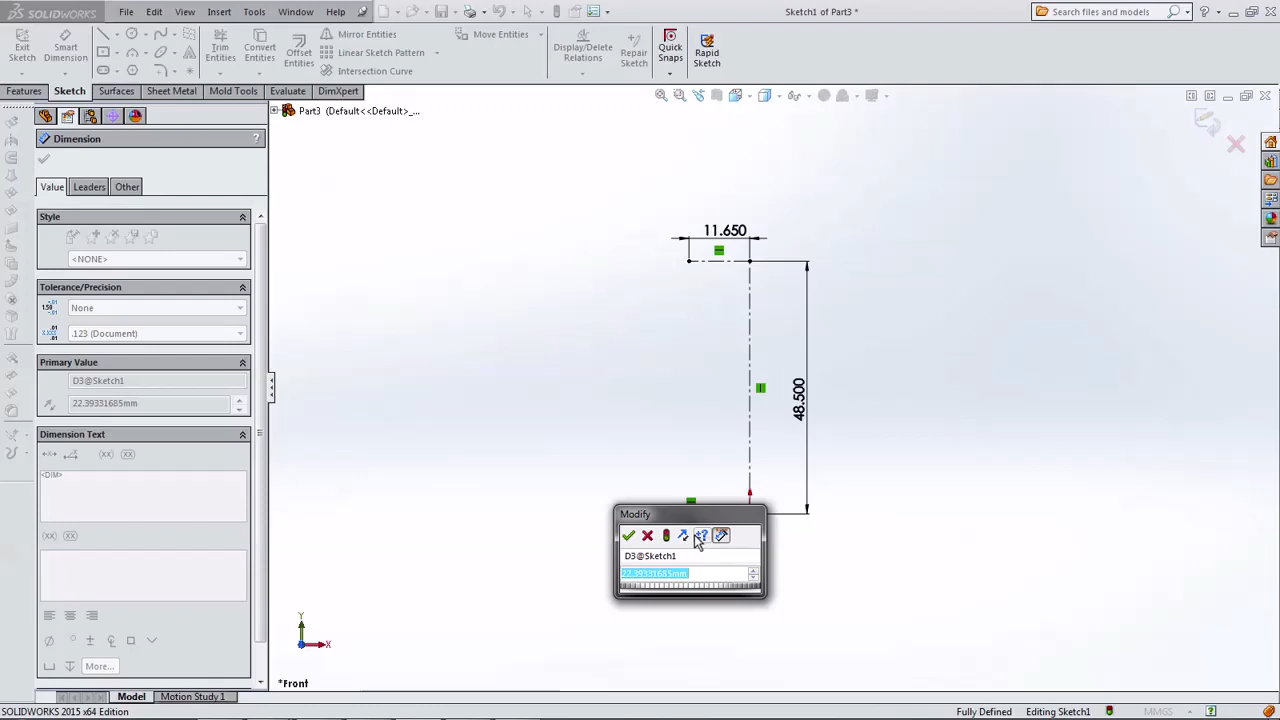 SOLIDWORKS
File
Edit
View
Insert
Tools
Window
Help
Sketch1 of Part3 *
Search files and models
Exit Sketch
Smart Dimension
Trim Entities
Convert Entities
Offset Entities
Mirror Entities
Linear Sketch Pattern
Intersection Curve
Move Entities
Display/Delete Relations
Repair Sketch
Quick Snaps
Rapid Sketch
Features
Sketch
Surfaces
Sheet Metal
Mold Tools
Evaluate
DimXpert
Part3 (Default<<Default>_...
Dimension
?
Value
Leaders
Other
Style
<NONE>
Tolerance/Precision
None
.123 (Document)
Primary Value
D3@Sketch1
22.39331685mm
Dimension Text
<DIM>
More...
11.650
48.500
Modify
D3@Sketch1
22.39331685mm
Y
X
*Front
Model
Motion Study 1
SOLIDWORKS 2015 x64 Edition
Fully Defined
Editing Sketch1
MMGS